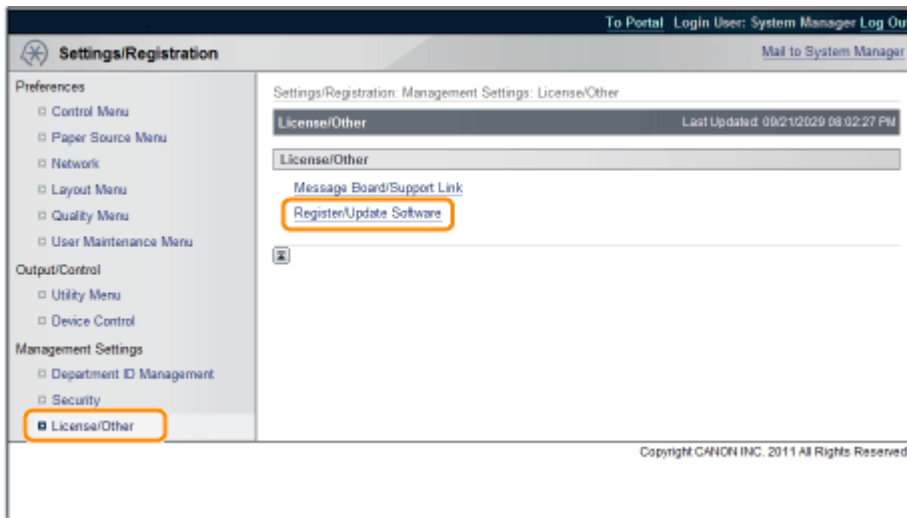 To Portal Login User: System Manager Log Ou
Settings/Registration
Mail to System Manager
Preferences
Control Menu
Paper Source Menu
Network
Layout Menu
Quality Menu
User Maintenance Menu
Output/Control
Utility Menu
Device Control
Management Settings
Department ID Management
Security
License/Other
Settings/Registration: Management Settings: License/Other
License/Other Last Updated: 09/21/2029 08:02:27 PM
License/Other
Message Board/Support Link
Register/Update Software
Copyright CANON INC. 2011 All Rights Reserved